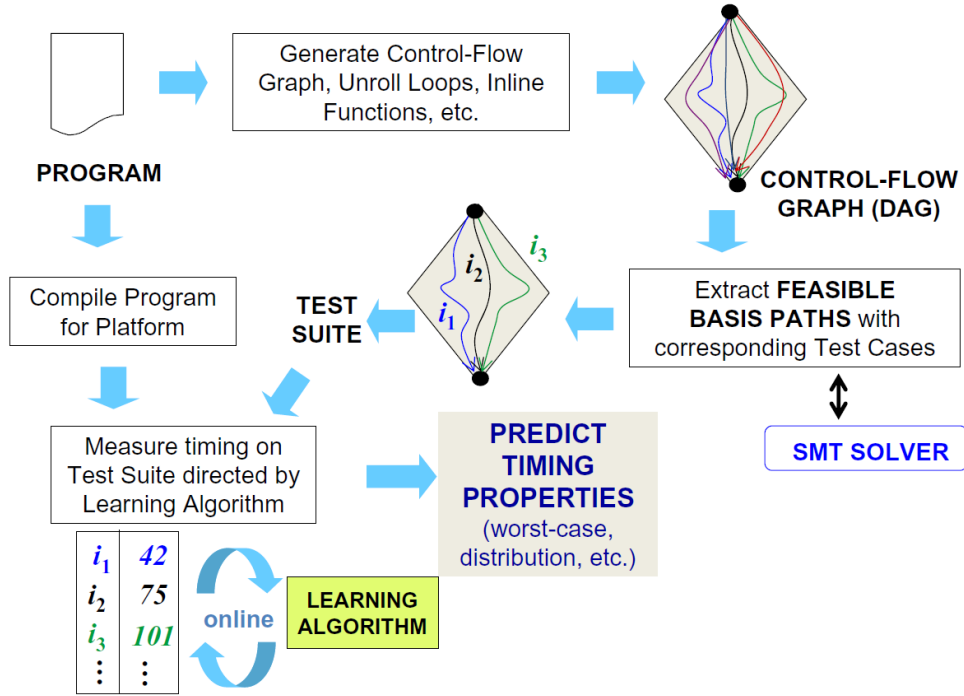 Generate Control-Flow
Graph, Unroll Loops, Inline
Functions, etc.
PROGRAM
CONTROL-FLOW
GRAPH (DAG)
i1
i2
i3
TEST
SUITE
Extract FEASIBLE
BASIS PATHS with
corresponding Test Cases
SMT SOLVER
Compile Program
for Platform
Measure timing on
Test Suite directed by
Learning Algorithm
PREDICT
TIMING
PROPERTIES
(worst-case,
distribution, etc.)
i1 42
i2 75
i3 101
⋮ ⋮
online
LEARNING
ALGORITHM